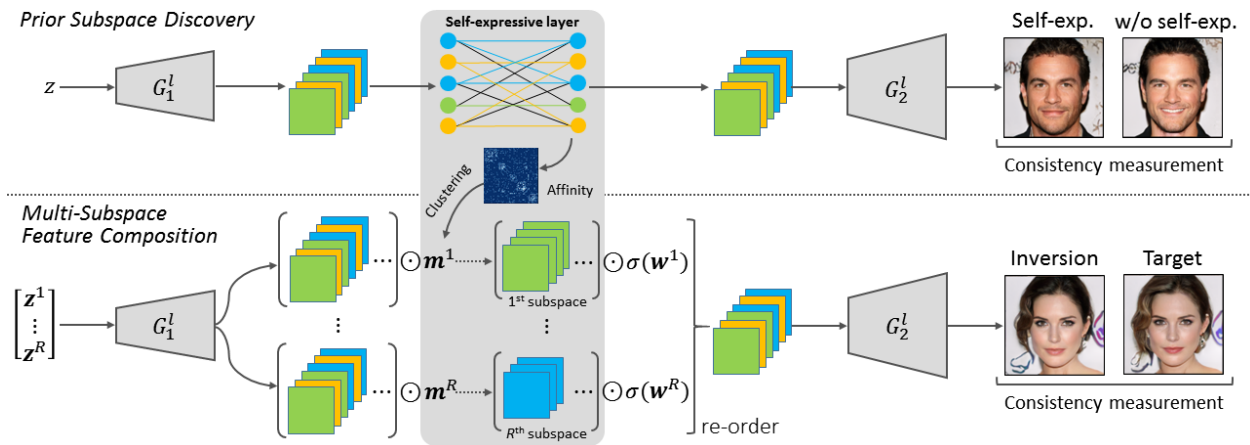 Prior Subspace Discovery
Self-expressive layer
Self-exp.
w/o self-exp.
z
G₁ˡ
G₂ˡ
Consistency measurement
Clustering
Affinity
Multi-Subspace
Feature Composition
[z¹ ⋮ zᴿ]
G₁ˡ
⋯ ⊙ m¹
⋯ ⊙ σ(w¹)
1st subspace
⋮
⋮
⋯ ⊙ mᴿ
⋯ ⊙ σ(wᴿ)
Rth subspace
re-order
G₂ˡ
Inversion
Target
Consistency measurement